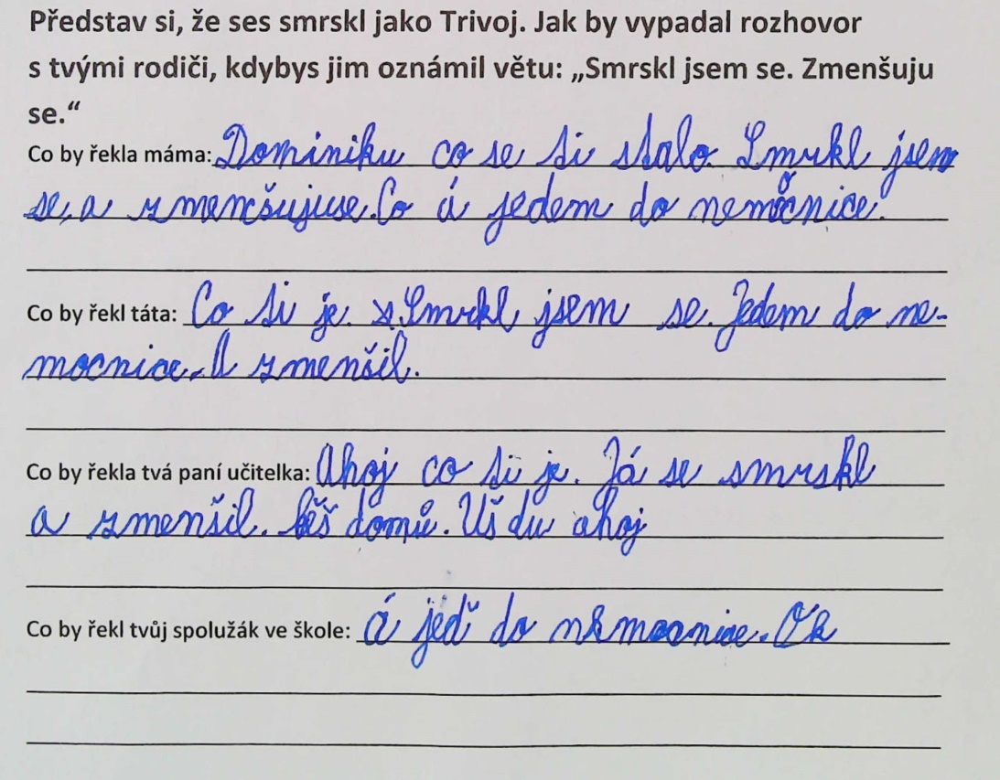 Představ si, že ses smrskl jako Trivoj. Jak by vypadal rozhovor
s tvými rodiči, kdybys jim oznámil větu: „Smrskl jsem se. Zmenšuju
se.“
Co by řekla máma: Dominiku co se ti stalo. Smrkl jsem
se, a zmenšujuse. Co á jedem do nemocnice.
Co by řekl táta: Co ti je. Smrkl jsem se. Jedem do ne-
mocnice. A zmenšil.
Co by řekla tvá paní učitelka: Ahoj co ti je. Já se smrskl
a zmenšil. běš domů. Uš du ahoj
Co by řekl tvůj spolužák ve škole: á jeď do nemocnice. Ok